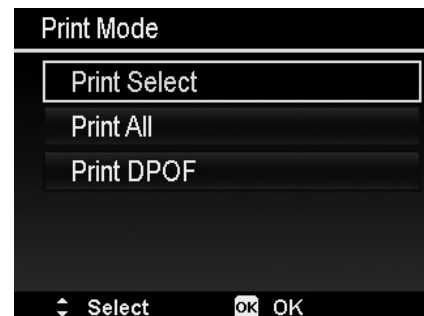 Print Mode
Print Select
Print All
Print DPOF
Select OK OK